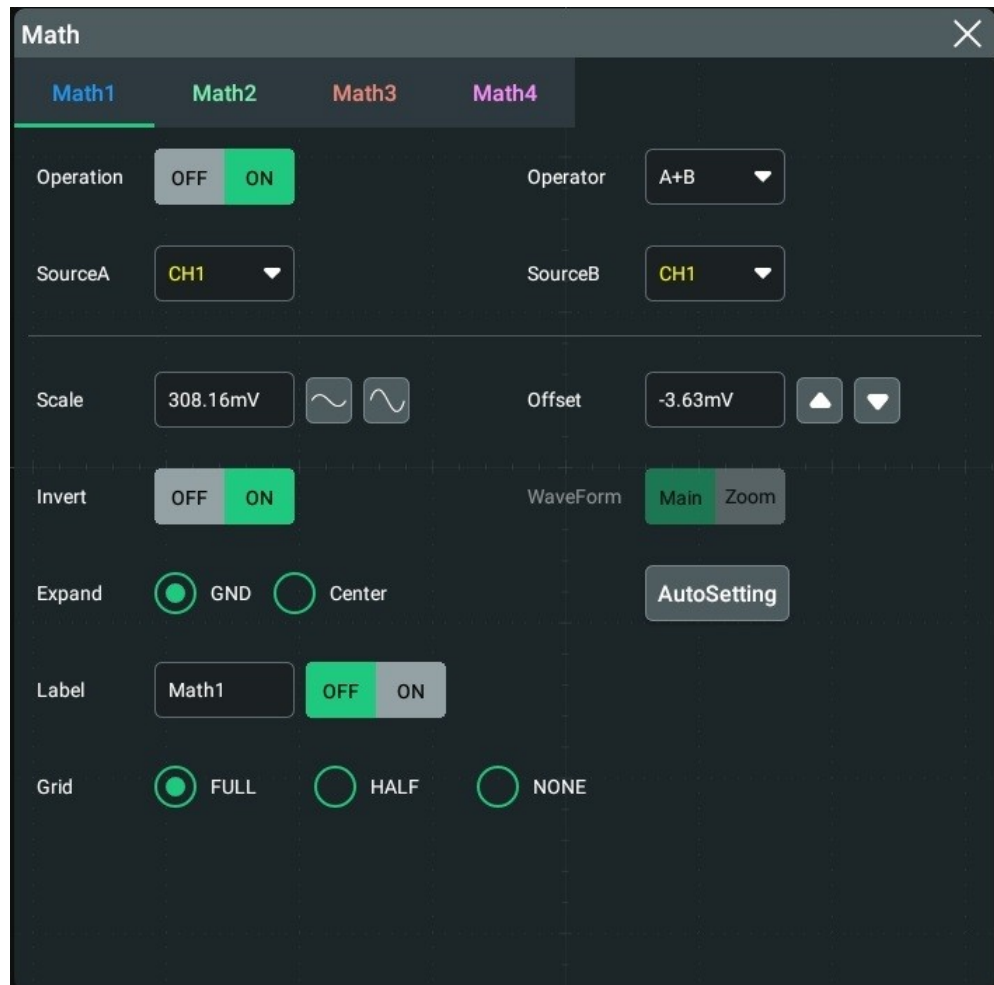 Math
Math1 Math2 Math3 Math4
Operation OFF ON Operator A+B
SourceA CH1 SourceB CH1
Scale 308.16mV Offset -3.63mV
Invert OFF ON WaveForm Main Zoom
Expand GND Center AutoSetting
Label Math1 OFF ON
Grid FULL HALF NONE